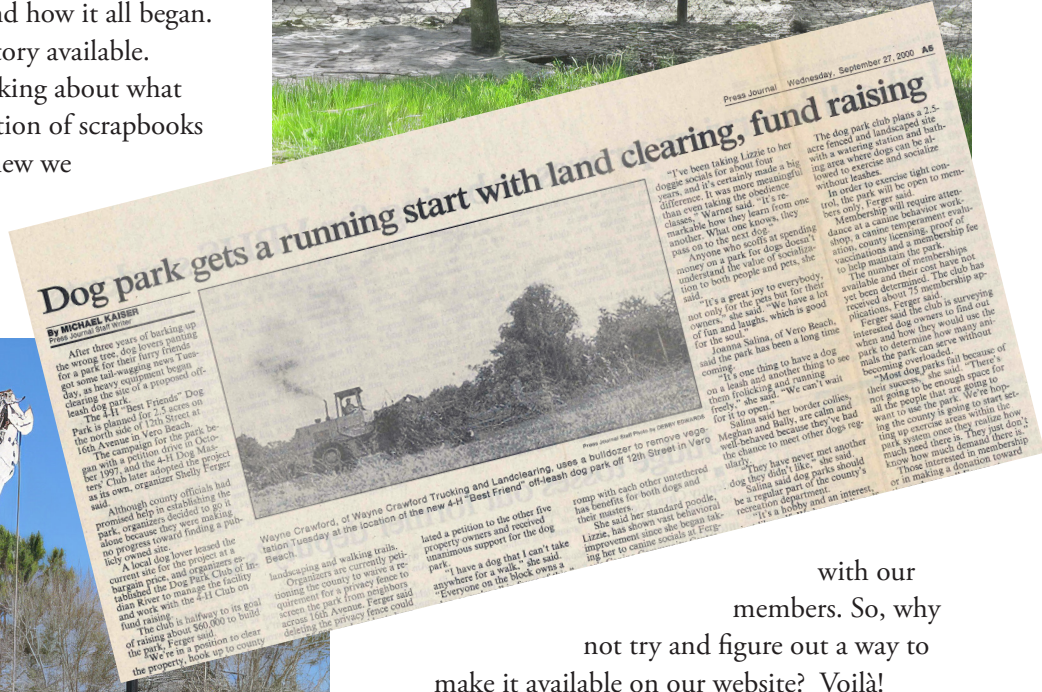 nd how it all began.
tory available.
king about what
tion of scrapbooks
new we
Press Journal Wednesday, September 27, 2000 A5
Dog park gets a running start with land clearing, fund raising
By MICHAEL KAISER
Press Journal Staff Writer
After three years of barking up
the wrong tree, dog lovers panting
for a park for their furry friends
got some tail-wagging news Tues-
day, as heavy equipment began
clearing the site of a proposed off-
leash dog park.
The 4-H "Best Friends" Dog
Park is planned for 2.5 acres on
the north side of 12th Street at
16th Avenue in Vero Beach.
The campaign for the park be-
gan with a petition drive in Octo-
ber 1997, and the 4-H Dog Mas-
ters' Club later adopted the project
as its own, organizer Shelly Ferger
said.
Although county officials had
promised help in establishing the
park, organizers decided to go it
alone because they were making
no progress toward finding a pub-
licly owned site.
A local dog lover leased the
current site for the project at a
bargain price, and organizers es-
tablished the Dog Park Club of In-
dian River to manage the facility
and work with the 4-H Club on
fund raising.
The club is halfway to its goal
of raising about $60,000 to build
the park, Ferger said.
"We're in a position to clear
the property, hook up to county
Press Journal Staff Photo by DENNY EDWARDS
Wayne Crawford, of Wayne Crawford Trucking and Landclearing, uses a bulldozer to remove vege-
tation Tuesday at the location of the new 4-H "Best Friend" off-leash dog park off 12th Street in Vero
Beach.
landscaping and walking trails.
Organizers are currently peti-
tioning the county to waive a re-
quirement for a privacy fence to
screen the park from neighbors
across 16th Avenue. Ferger said
deleting the privacy fence could
lated a petition to the other five
property owners and received
unanimous support for the dog
park.
"I have a dog that I can't take
anywhere for a walk," she said.
"Everyone on the block owns a
romp with each other untethered
has benefits for both dogs and
their masters.
She said her standard poodle,
Lizzie, has shown vast behavioral
improvement since she began tak-
ing her to canine socials at Ferg-
"I've been taking Lizzie to her
doggie socials for about four
years, and it's certainly made a big
difference. It was more meaningful
than even taking the obedience
classes," Warner said. "It's re-
markable how they learn from one
another. What one knows, they
pass on to the next dog."
Anyone who scoffs at spending
money on a park for dogs doesn't
understand the value of socializa-
tion to both people and pets, she
said.
"It's a great joy to everybody,
not only for the pets but for their
owners," she said. "We have a lot
of fun and laughs, which is good
for the soul."
Joanna Salina, of Vero Beach,
said the park has been a long time
coming.
"It's one thing to have a dog
on a leash and another thing to see
them frolicking and running
freely," she said. "We can't wait
for it to open."
Salina said her border collies,
Meghan and Bally, are calm and
well-behaved because they've had
the chance to meet other dogs reg-
ularly.
"They have never met another
dog they didn't like," she said.
Salina said dog parks should
be a regular part of the county's
recreation department.
"It's a hobby and an interest,
The dog park club plans a 2.5-
acre fenced and landscaped site
with a watering station and bath-
ing area where dogs can be al-
lowed to exercise and socialize
without leashes.
In order to exercise tight con-
trol, the park will be open to mem-
bers only, Ferger said.
Membership will require atten-
dance at a canine behavior work-
shop, a canine temperament evalu-
ation, county licensing, proof of
vaccinations and a membership fee
to help maintain the park.
The number of memberships
available and their cost have not
yet been determined. The club has
received about 75 membership ap-
plications, Ferger said.
Ferger said the club is surveying
interested dog owners to find out
when and how they would use the
park to determine how many ani-
mals the park can serve without
becoming overloaded.
"Most dog parks fail because of
their success," she said. "There's
not going to be enough space for
all the people that are going to
want to use the park. We're hop-
ing the county is going to start set-
ting up exercise areas within the
park system once they realize how
much need there is. They just don't
know how much demand there is."
Those interested in membership
or in making a donation toward
with our
members. So, why
not try and figure out a way to
make it available on our website? Voilà!